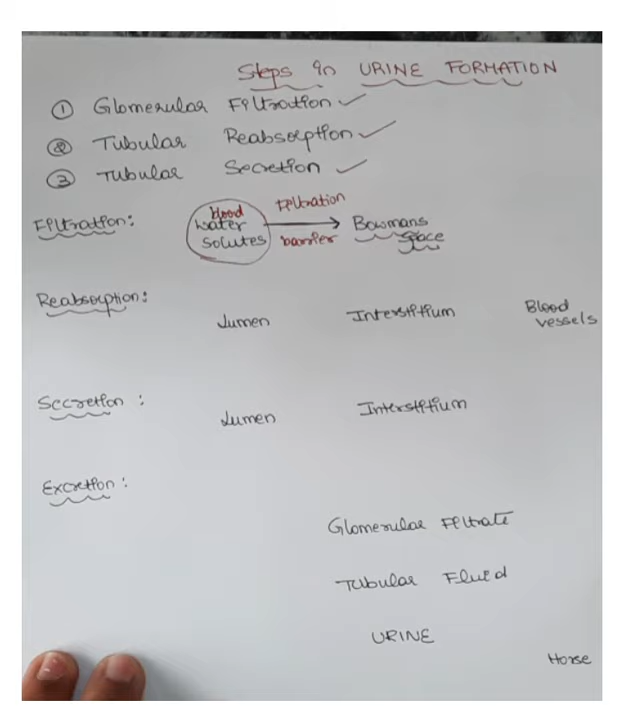 Steps in URINE FORMATION
① Glomerular Filtration ✓
② Tubular Reabsorption ✓
③ Tubular Secretion ✓
Filtration: blood water solutes Filtration barrier → Bowmans space
Reabsorption:
Lumen Interstitium Blood vessels
Secretion:
Lumen Interstitium
Excretion:
Glomerular Filtrate
Tubular Fluid
URINE
Horse